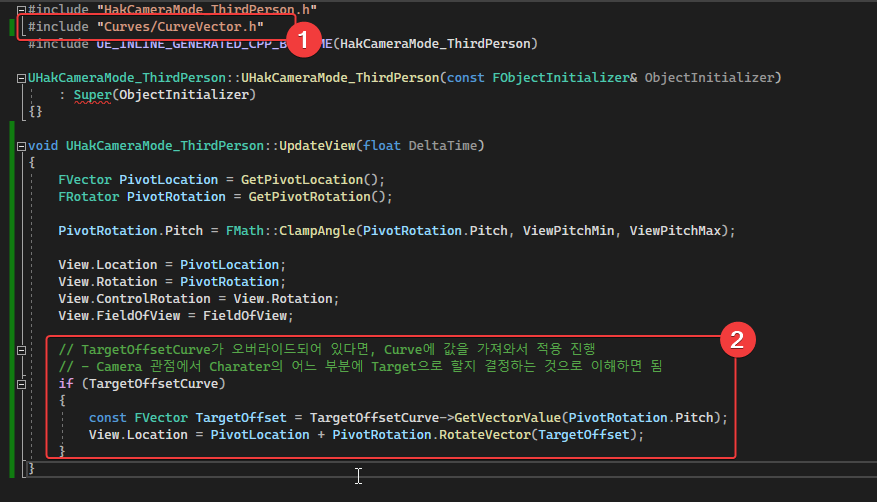 #include "HakCameraMode_ThirdPerson.h"
#include "Curves/CurveVector.h"
1
#include UE_INLINE_GENERATED_CPP_B ME(HakCameraMode_ThirdPerson)
UHakCameraMode_ThirdPerson::UHakCameraMode_ThirdPerson(const FObjectInitializer& ObjectInitializer)
: Super(ObjectInitializer)
{}
void UHakCameraMode_ThirdPerson::UpdateView(float DeltaTime)
{
FVector PivotLocation = GetPivotLocation();
FRotator PivotRotation = GetPivotRotation();
PivotRotation.Pitch = FMath::ClampAngle(PivotRotation.Pitch, ViewPitchMin, ViewPitchMax);
View.Location = PivotLocation;
View.Rotation = PivotRotation;
View.ControlRotation = View.Rotation;
View.FieldOfView = FieldOfView;
2
// TargetOffsetCurve가 오버라이드되어 있다면, Curve에 값을 가져와서 적용 진행
// - Camera 관점에서 Charater의 어느 부분에 Target으로 할지 결정하는 것으로 이해하면 됨
if (TargetOffsetCurve)
{
const FVector TargetOffset = TargetOffsetCurve->GetVectorValue(PivotRotation.Pitch);
View.Location = PivotLocation + PivotRotation.RotateVector(TargetOffset);
}
}